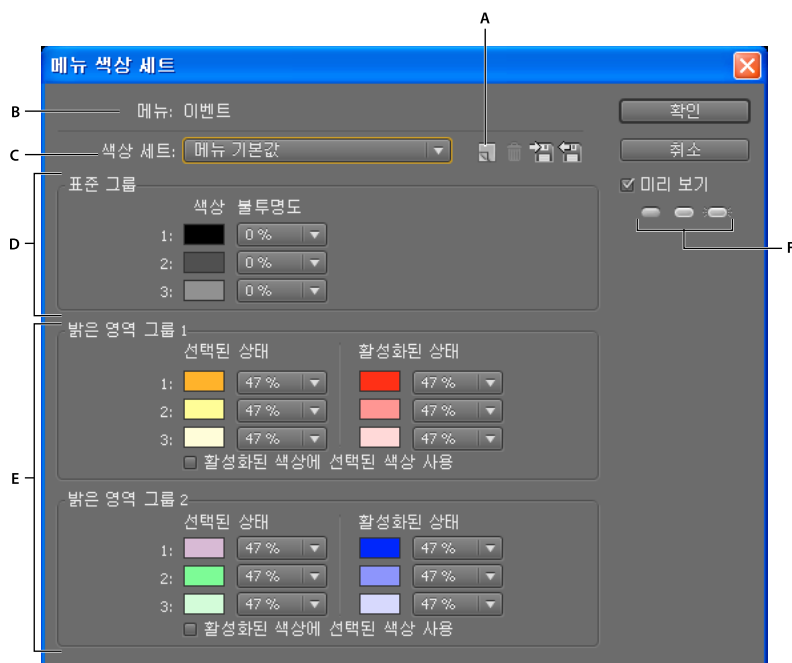 A
메뉴 색상 세트
B
메뉴: 이벤트
확인
C
색상 세트: 메뉴 기본값
취소
미리 보기
F
D
표준 그룹
색상 불투명도
1: 0 %
2: 0 %
3: 0 %
E
밝은 영역 그룹 1
선택된 상태 활성화된 상태
1: 47 % 47 %
2: 47 % 47 %
3: 47 % 47 %
활성화된 색상에 선택된 색상 사용
밝은 영역 그룹 2
선택된 상태 활성화된 상태
1: 47 % 47 %
2: 47 % 47 %
3: 47 % 47 %
활성화된 색상에 선택된 색상 사용